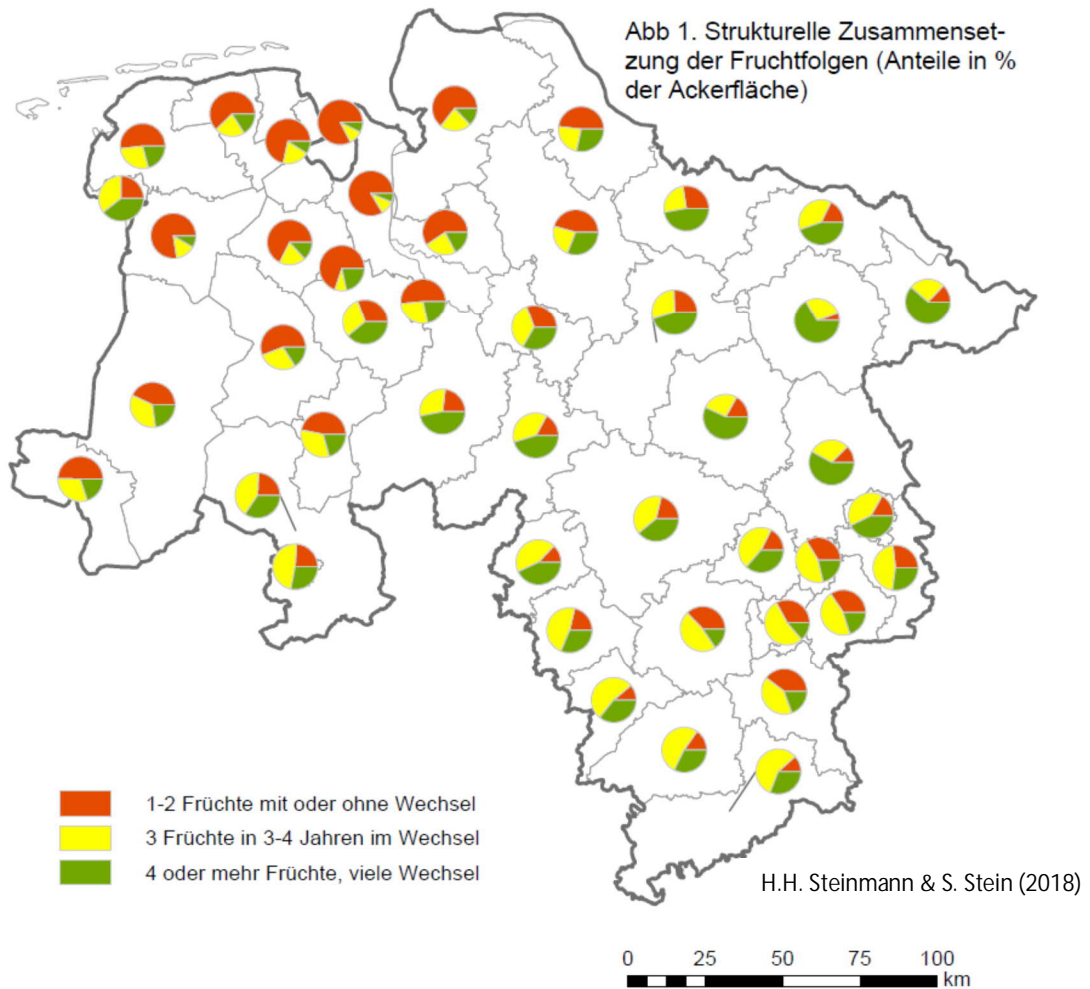 Abb 1. Strukturelle Zusammenset-
zung der Fruchtfolgen (Anteile in %
der Ackerfläche)
1-2 Früchte mit oder ohne Wechsel
3 Früchte in 3-4 Jahren im Wechsel
4 oder mehr Früchte, viele Wechsel
H.H. Steinmann & S. Stein (2018)
0 25 50 75 100
km